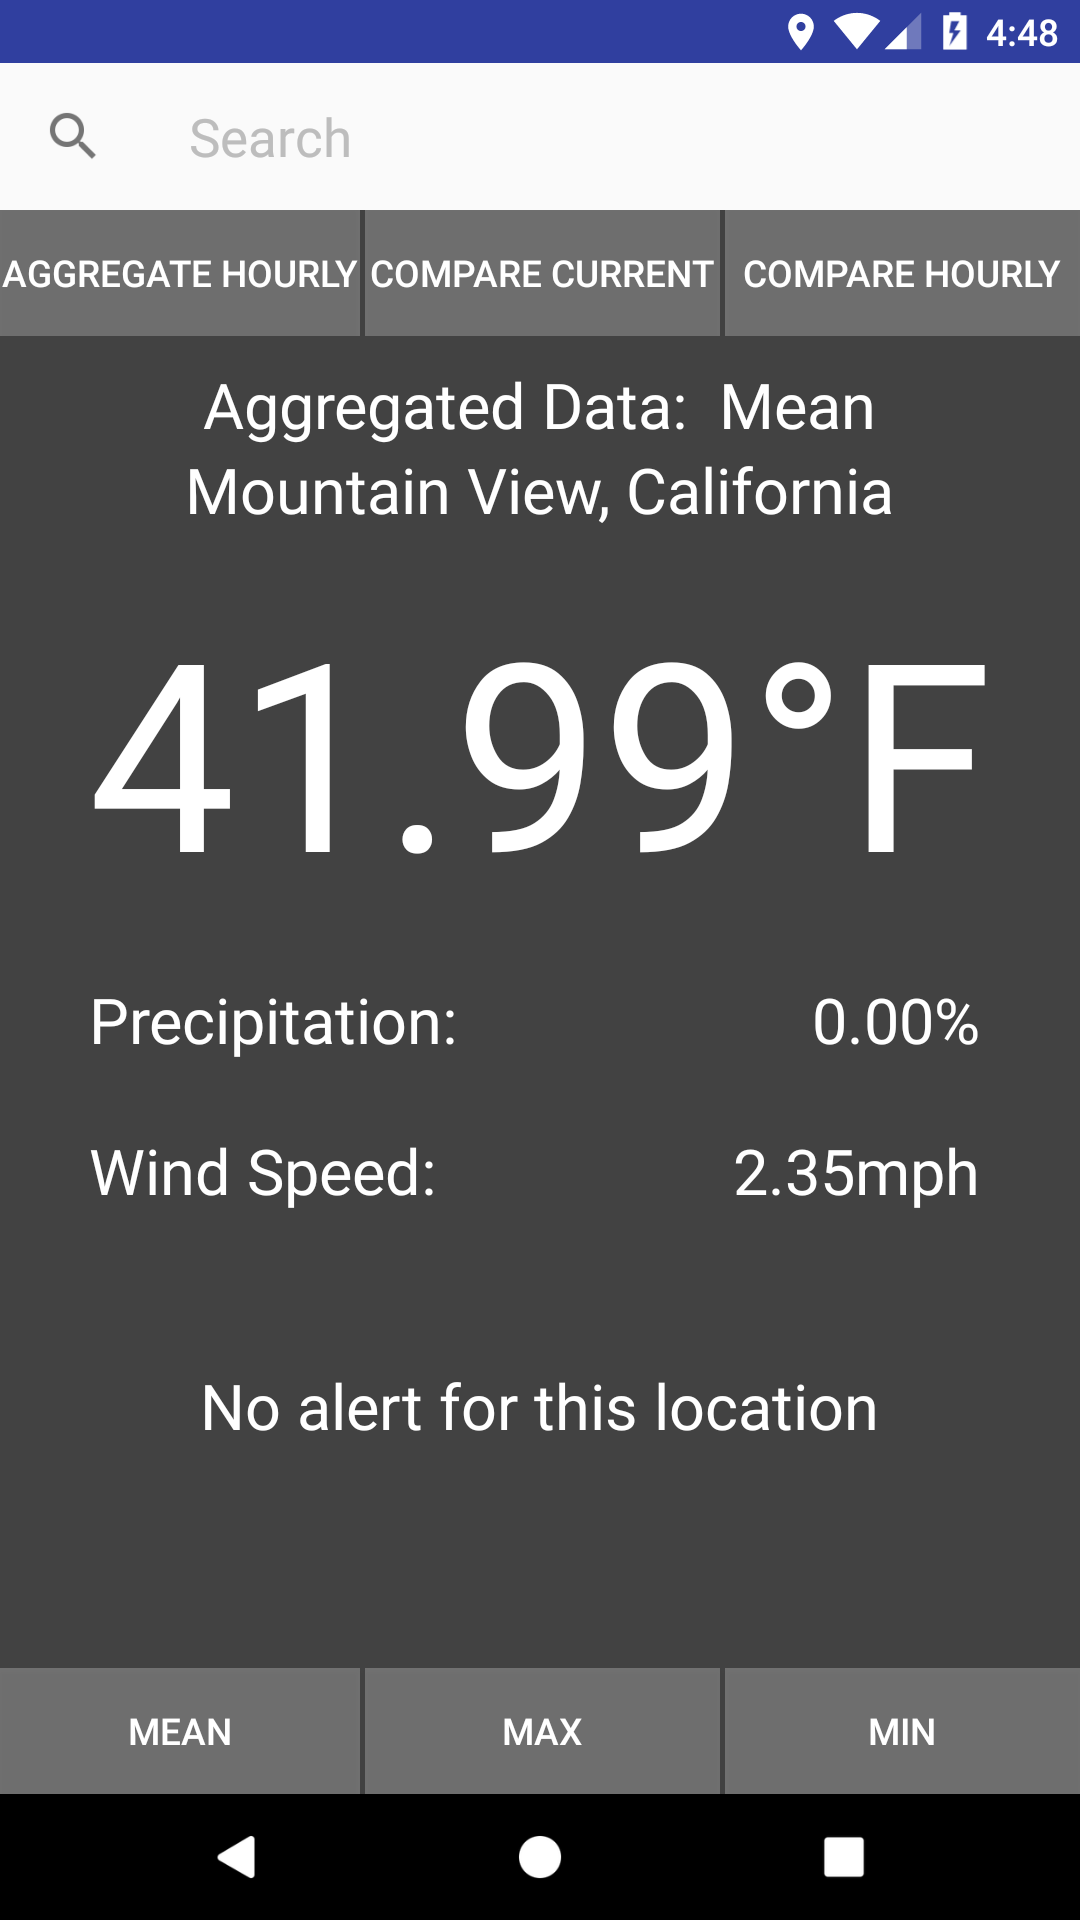 4:48
Search
AGGREGATE HOURLY COMPARE CURRENT COMPARE HOURLY
Aggregated Data: Mean
Mountain View, California
41.99°F
Precipitation: 0.00%
Wind Speed: 2.35mph
No alert for this location
MEAN MAX MIN